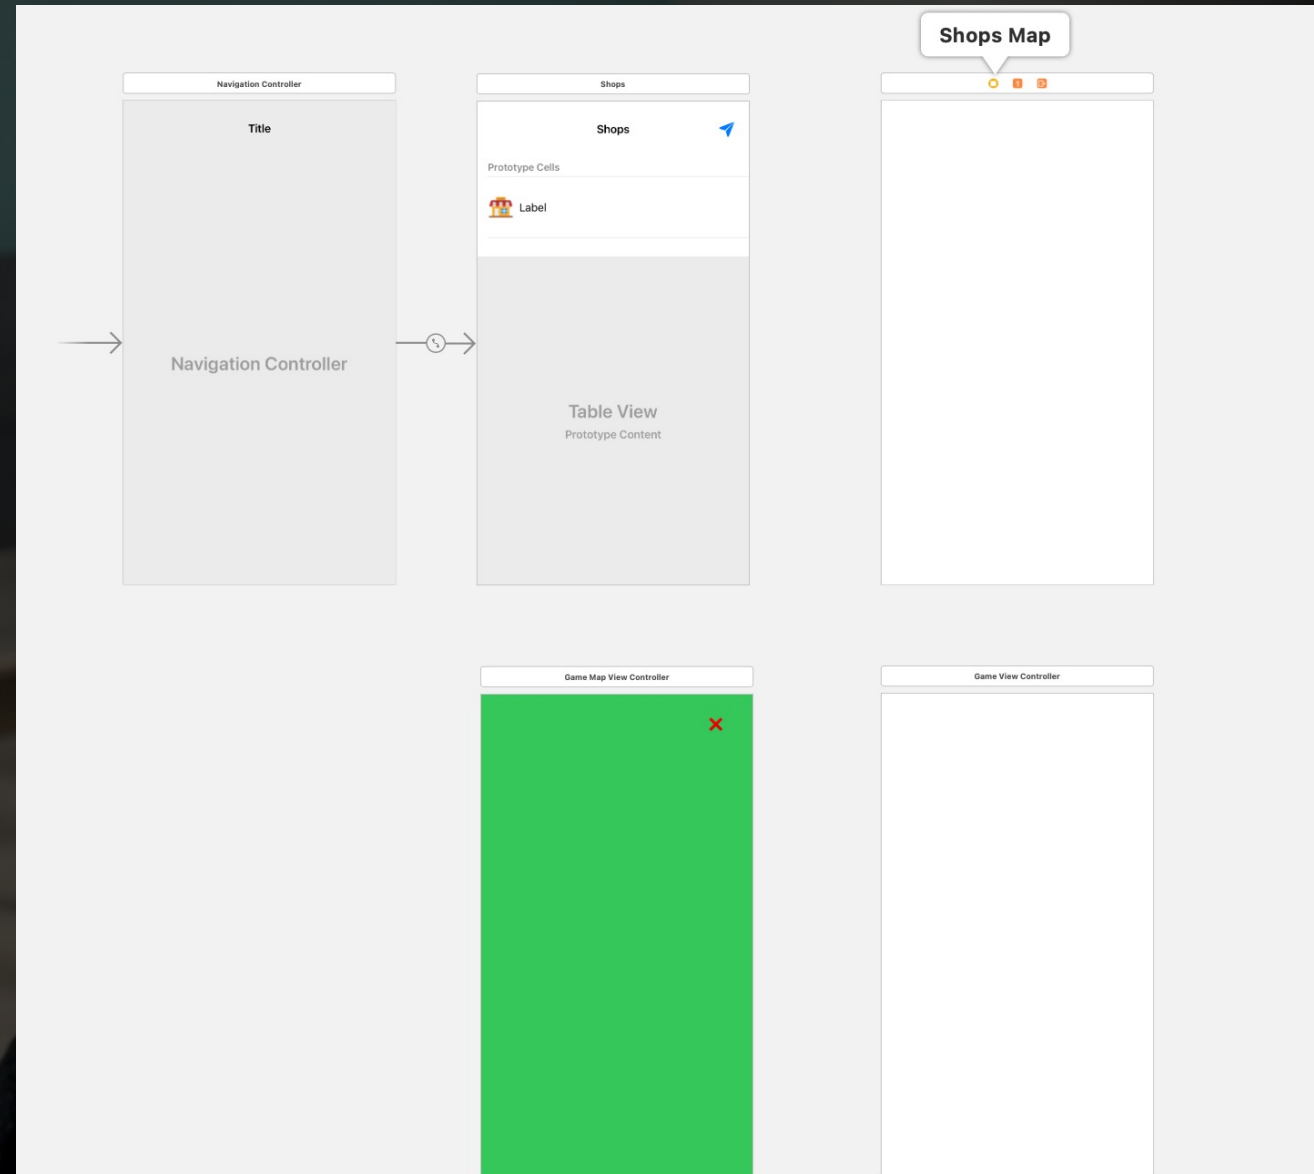 Shops Map
Navigation Controller
Shops
Title
Shops
Prototype Cells
Label
Navigation Controller
Table View
Prototype Content
Game Map View Controller
Game View Controller